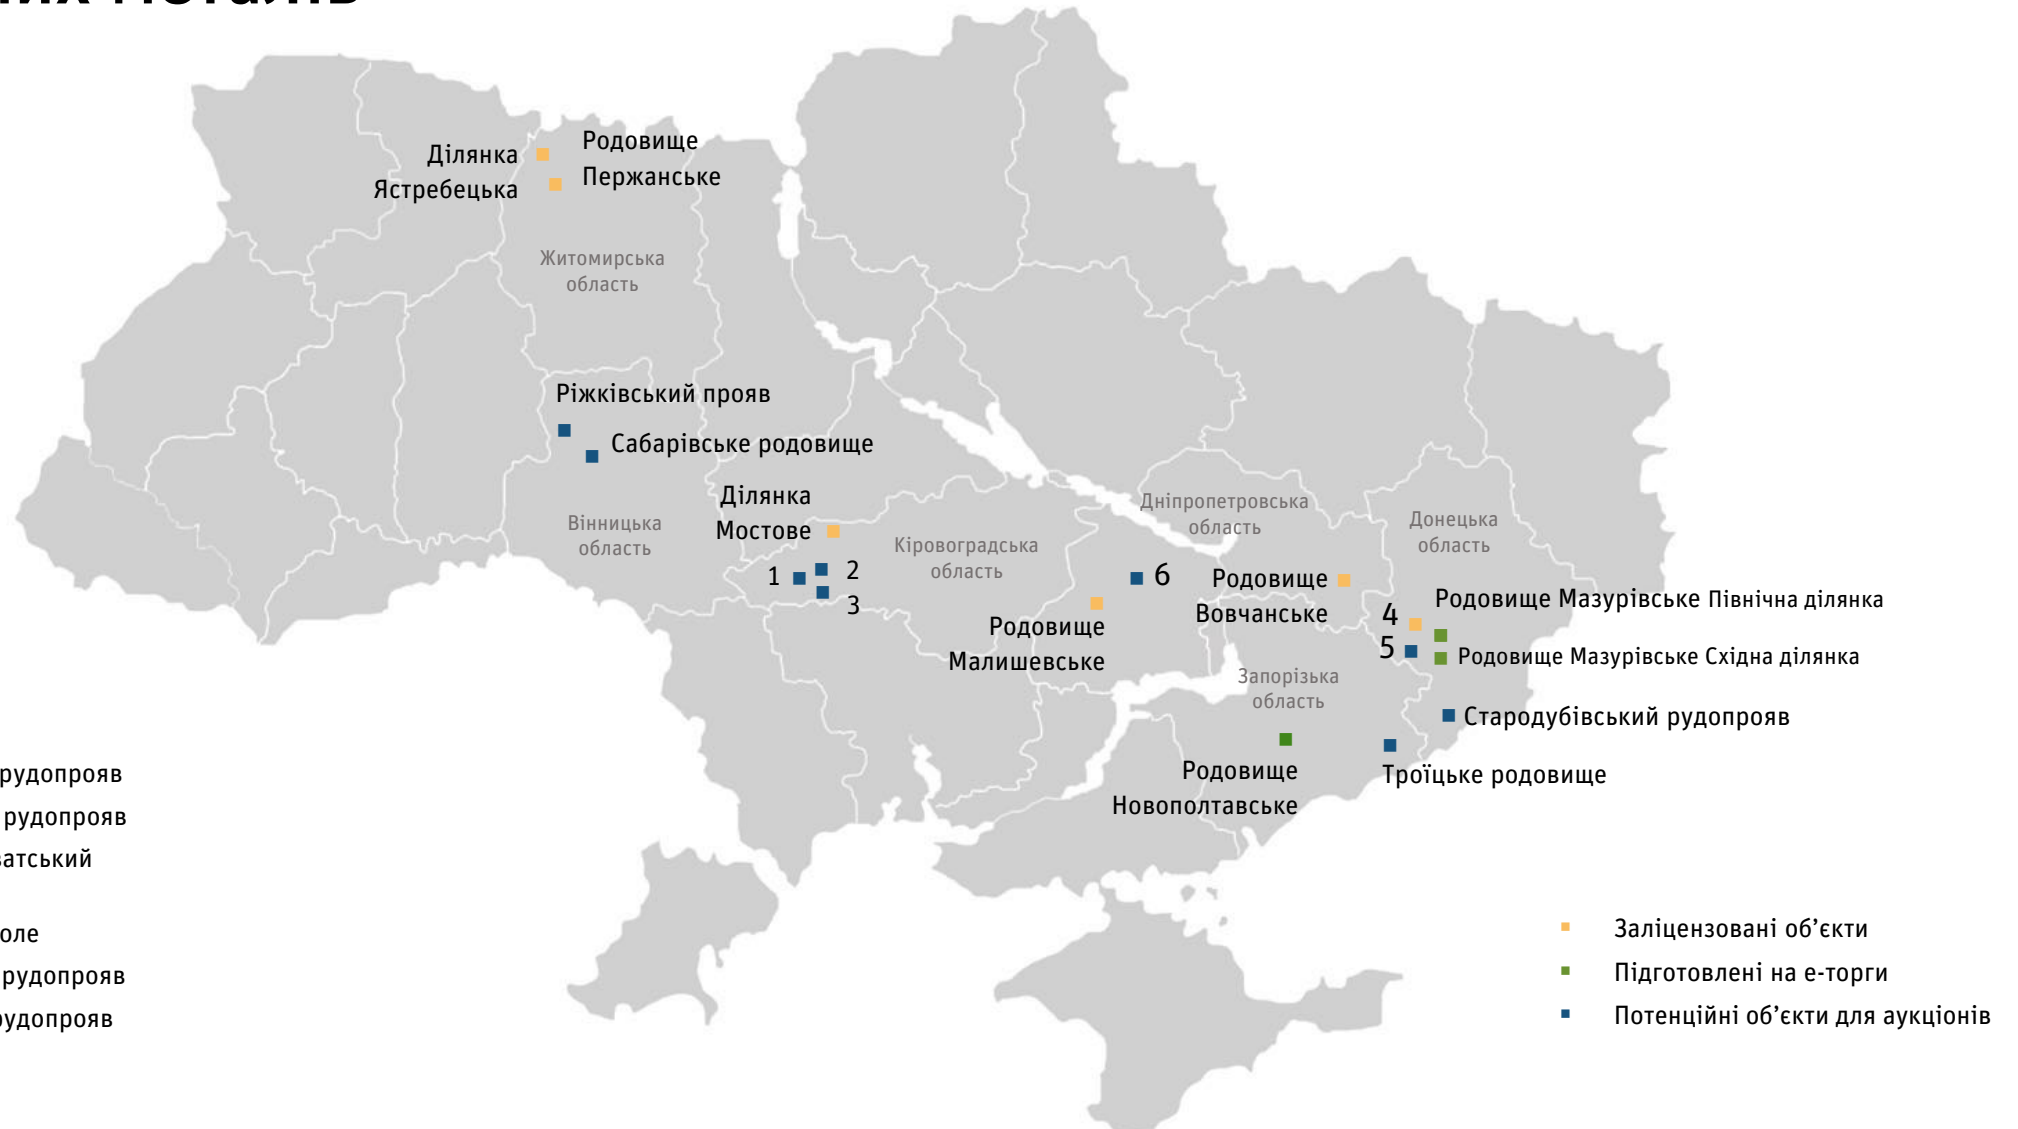 Ділянка
Ястребецька
Родовище
Пержанське
Житомирська
область
Ріжківський прояв
Сабарівське родовище
Ділянка
Мостове
Вінницька
область
Кіровоградська
область
Дніпропетровська
область
Донецька
область
1
2
3
6
Родовище
Малишевське
Родовище
Вовчанське
4
5
Родовище Мазурівське Північна ділянка
Родовище Мазурівське Східна ділянка
Запорізька
область
Стародубівський рудопрояв
Троїцьке родовище
Родовище
Новополтавське
рудопрояв
рудопрояв
рудопрояв
рудопрояв
Заліцензовані об’єкти
Підготовлені на е-торги
Потенційні об’єкти для аукціонів